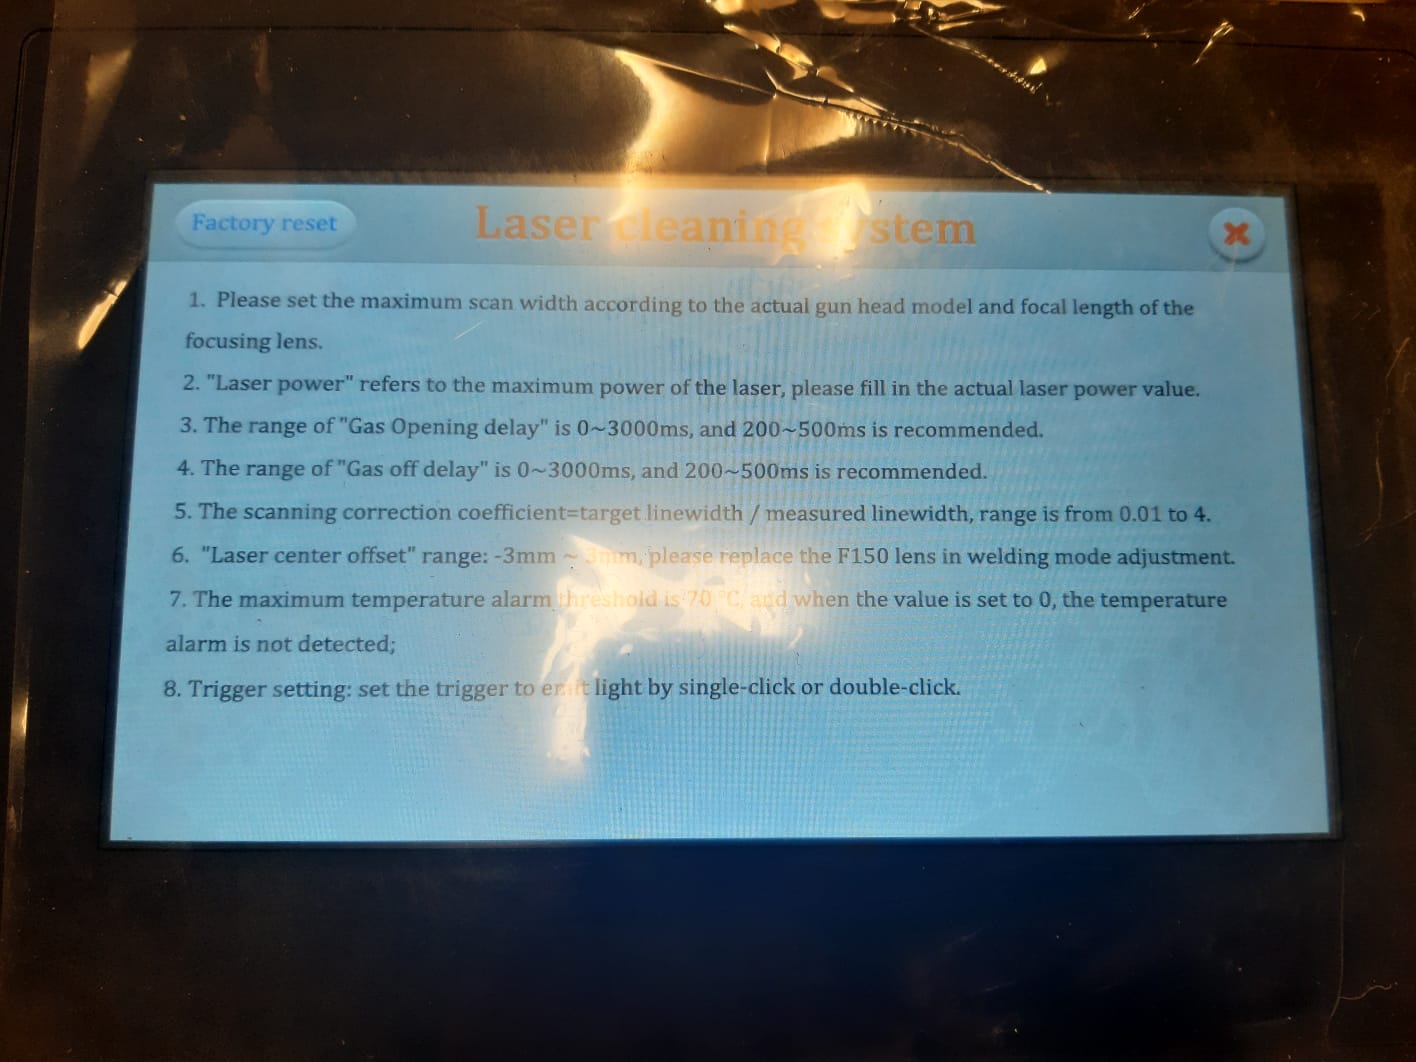 Factory reset
Laser cleaning system
1. Please set the maximum scan width according to the actual gun head model and focal length of the
focusing lens.
2. "Laser power" refers to the maximum power of the laser, please fill in the actual laser power value.
3. The range of "Gas Opening delay" is 0~3000ms, and 200~500ms is recommended.
4. The range of "Gas off delay" is 0~3000ms, and 200~500ms is recommended.
5. The scanning correction coefficient=target linewidth / measured linewidth, range is from 0.01 to 4.
6. "Laser center offset" range: -3mm ~ 3mm, please replace the F150 lens in welding mode adjustment.
7. The maximum temperature alarm threshold is 70 °C, and when the value is set to 0, the temperature
alarm is not detected;
8. Trigger setting: set the trigger to emit light by single-click or double-click.